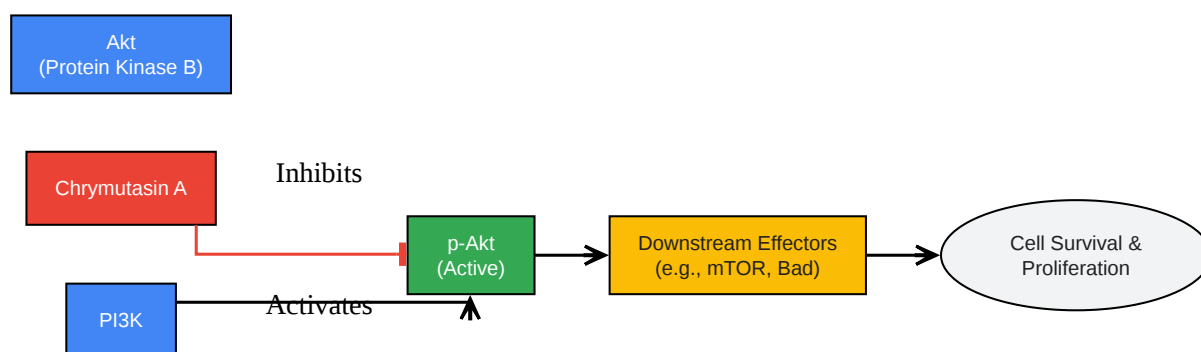 Akt
(Protein Kinase B)
Chrymutasin A
Inhibits
p-Akt
(Active)
Downstream Effectors
(e.g., mTOR, Bad)
Cell Survival &
Proliferation
PI3K
Activates